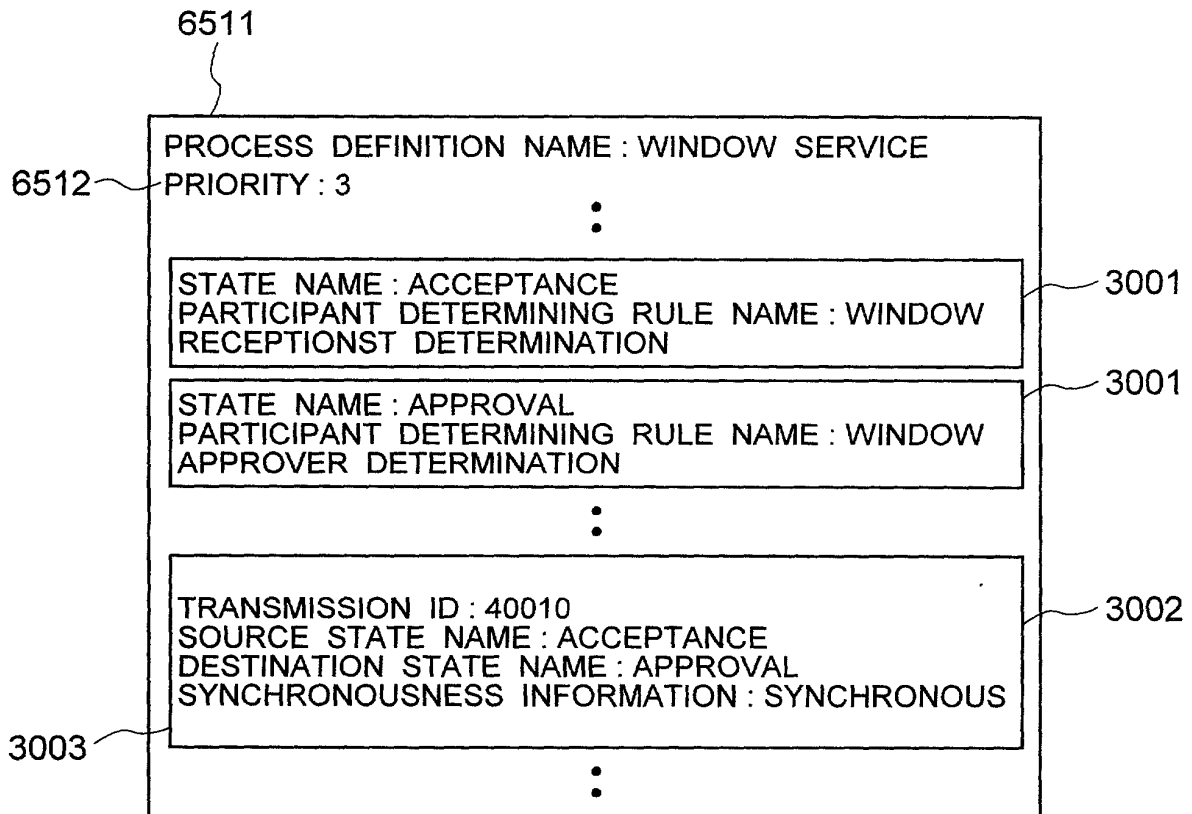 6511
PROCESS DEFINITION NAME : WINDOW SERVICE
6512
PRIORITY : 3
STATE NAME : ACCEPTANCE
3001
PARTICIPANT DETERMINING RULE NAME : WINDOW
RECEPTIONST DETERMINATION
STATE NAME : APPROVAL
3001
PARTICIPANT DETERMINING RULE NAME : WINDOW
APPROVER DETERMINATION
TRANSMISSION ID : 40010
3002
SOURCE STATE NAME : ACCEPTANCE
DESTINATION STATE NAME : APPROVAL
SYNCHRONOUSNESS INFORMATION : SYNCHRONOUS
3003